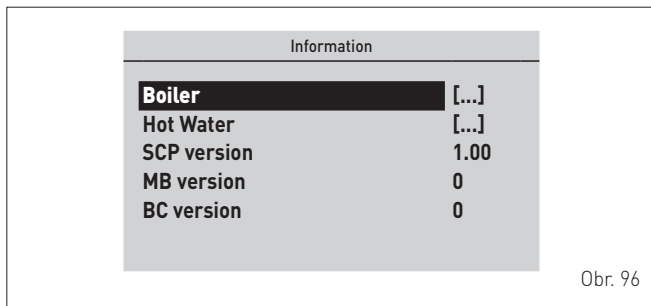 Information
Boiler [...]
Hot Water [...]
SCP version 1.00
MB version 0
BC version 0
Obr. 96